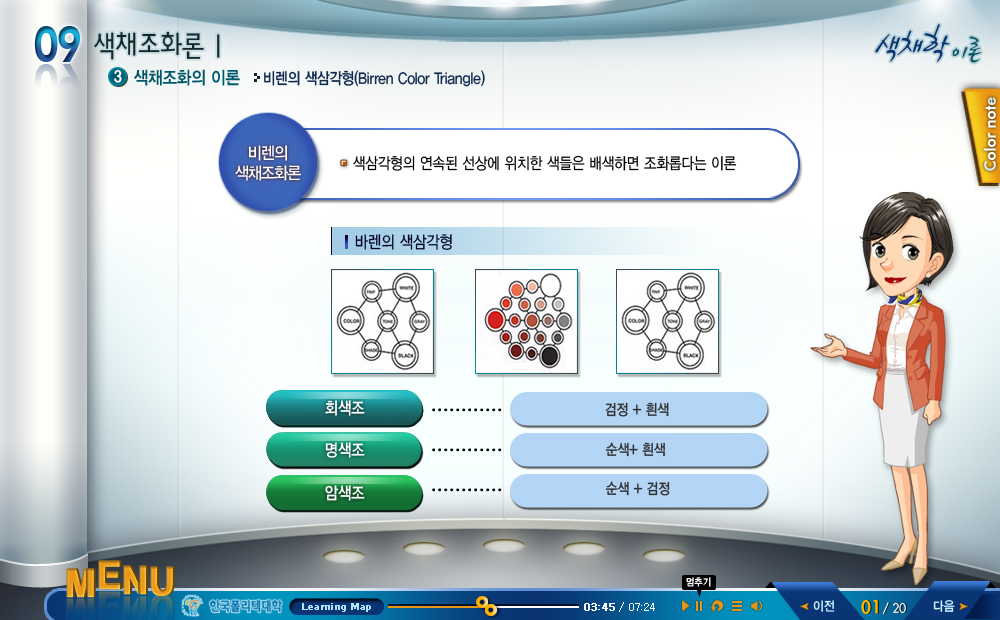 09 색채조화론 Ⅰ
색채학 이론
3 색채조화의 이론 비렌의 색삼각형(Birren Color Triangle)
Color note
비렌의
색채조화론
색삼각형의 연속된 선상에 위치한 색들은 배색하면 조화롭다는 이론
바렌의 색삼각형
TINT WHITE
COLOR TONE GRAY
SHADE BLACK
TINT WHITE
COLOR TONE GRAY
SHADE BLACK
회색조 검정 + 흰색
명색조 순색+ 흰색
암색조 순색 + 검정
MENU
멈추기
한국폴리텍대학 Learning Map 03:45 / 07:24 이전 01 / 20 다음